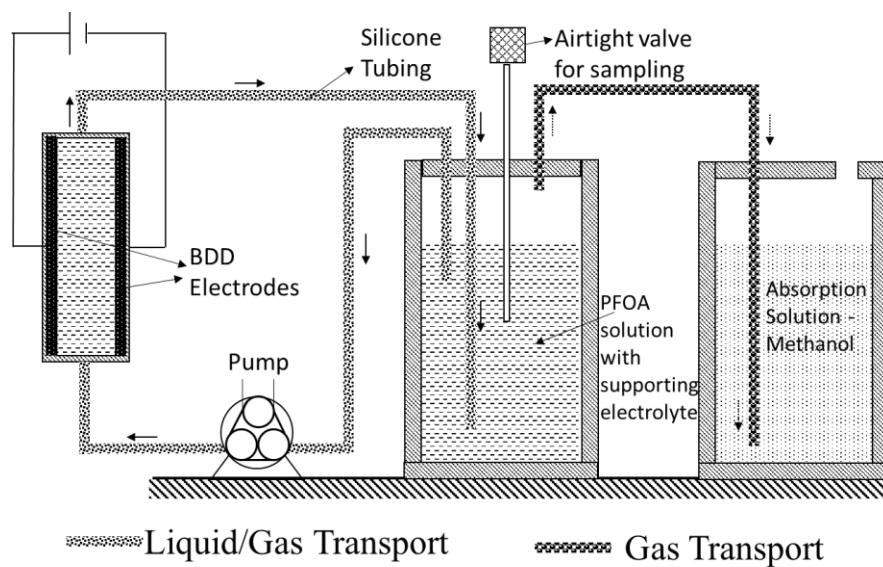 Silicone
Tubing
Airtight valve
for sampling
BDD
Electrodes
Pump
PFOA
solution
with
supporting
electrolyte
Absorption
Solution -
Methanol
Liquid/Gas Transport
Gas Transport